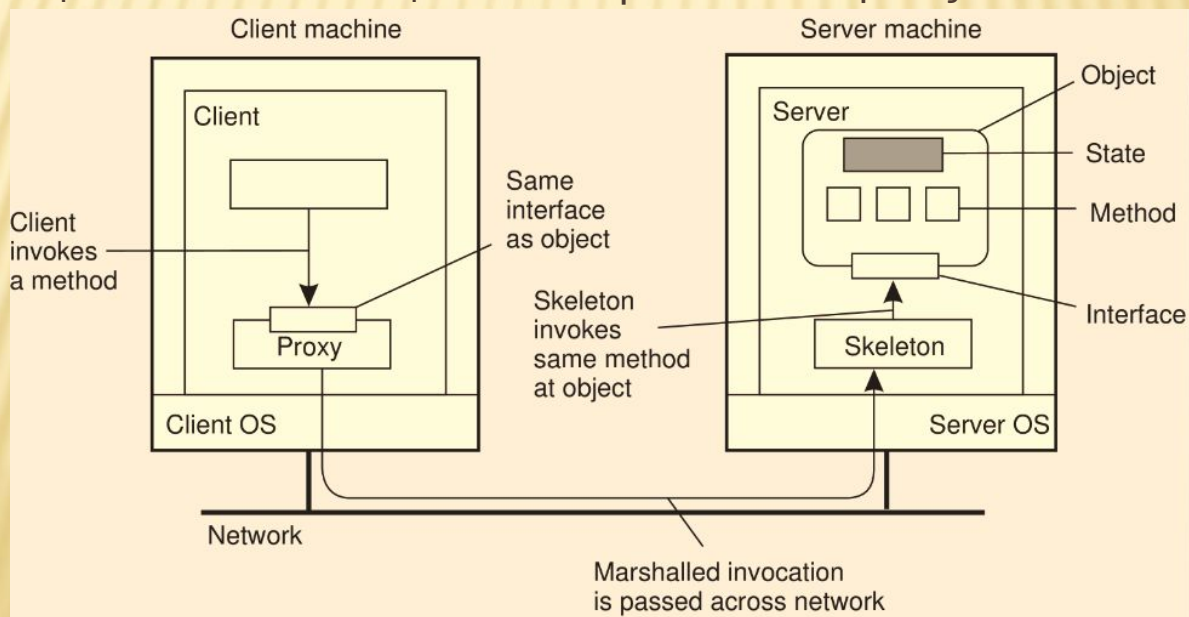 Client machine
Server machine
Client
Server
Object
State
Method
Interface
Client
invokes
a method
Same
interface
as object
Proxy
Skeleton
invokes
same method
at object
Skeleton
Client OS
Server OS
Network
Marshalled invocation
is passed across network